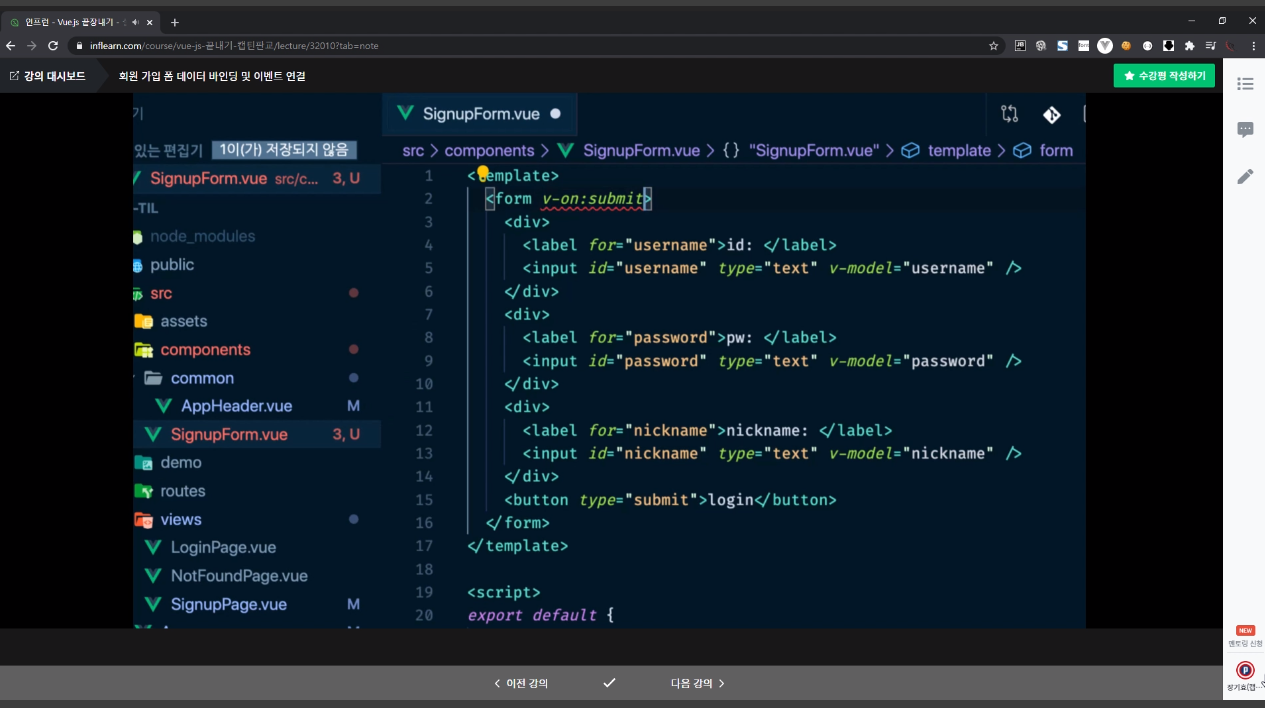 인프런 - Vue.js 끝장내기 -
inflearn.com/course/vue-js-끝내기-캡틴판교/lecture/32010?tab=note
강의 대시보드
회원 가입 폼 데이터 바인딩 및 이벤트 연결
★ 수강평 작성하기
기
SignupForm.vue
있는 편집기 1이(가) 저장되지 않음
src > components > SignupForm.vue > {} "SignupForm.vue" > template > form
SignupForm.vue src/c... 3, U
-TIL
node_modules
public
src
assets
components
common
AppHeader.vue M
SignupForm.vue 3, U
demo
routes
views
LoginPage.vue
NotFoundPage.vue
SignupPage.vue M
1 <template>
2 <form v-on:submit>
3 <div>
4 <label for="username">id: </label>
5 <input id="username" type="text" v-model="username" />
6 </div>
7 <div>
8 <label for="password">pw: </label>
9 <input id="password" type="text" v-model="password" />
10 </div>
11 <div>
12 <label for="nickname">nickname: </label>
13 <input id="nickname" type="text" v-model="nickname" />
14 </div>
15 <button type="submit">login</button>
16 </form>
17 </template>
18
19 <script>
20 export default {
NEW
멘토링 신청
장기효(캡...
< 이전 강의
다음 강의 >